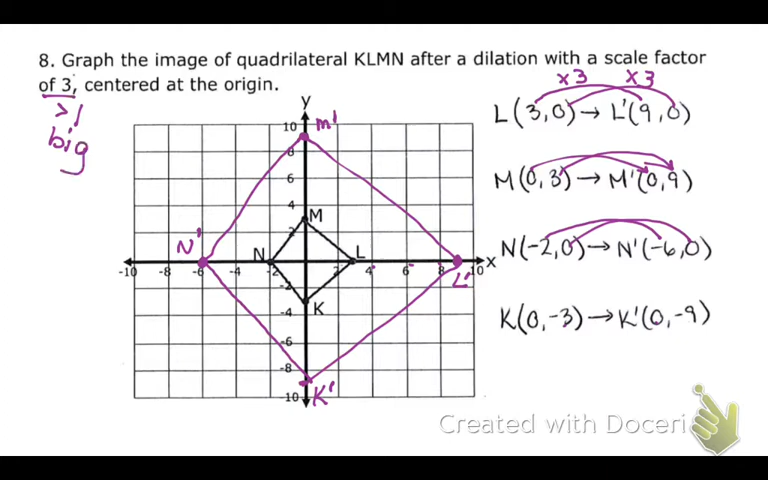 8. Graph the image of quadrilateral KLMN after a dilation with a scale factor
of 3, centered at the origin.
>1
big
x3 x3
L(3,0)→L'(9,0)
M(0,3)→M'(0,9)
N(-2,0)→N'(-6,0)
K(0,-3)→K'(0,-9)
y
10 m'
8
6
4
M
2
N' N L
-10 -8 -6 -4 -2 4 6 8 10 x
L'
-2
K
-4
-6
-8
10 K'
Created with Doceri